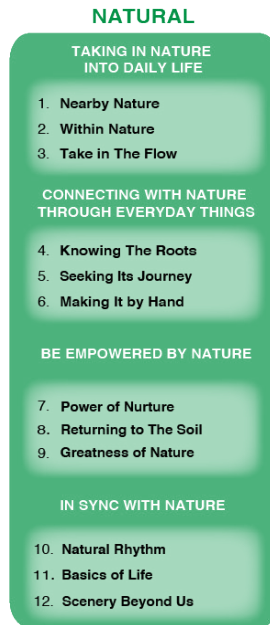 NATURAL
TAKING IN NATURE
INTO DAILY LIFE
1. Nearby Nature
2. Within Nature
3. Take in The Flow
CONNECTING WITH NATURE
THROUGH EVERYDAY THINGS
4. Knowing The Roots
5. Seeking Its Journey
6. Making It by Hand
BE EMPOWERED BY NATURE
7. Power of Nurture
8. Returning to The Soil
9. Greatness of Nature
IN SYNC WITH NATURE
10. Natural Rhythm
11. Basics of Life
12. Scenery Beyond Us